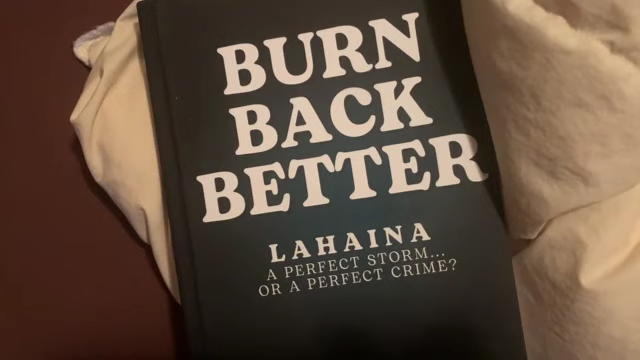 BURN
BACK
BETTER
LAHAINA
A PERFECT STORM...
OR A PERFECT CRIME?